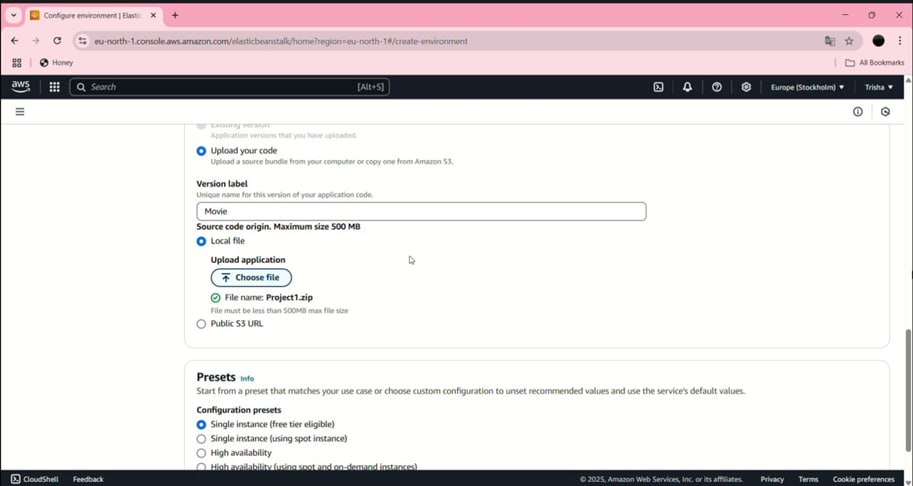 Configure environment | Elastic
eu-north-1.console.aws.amazon.com/elasticbeanstalk/home?region=eu-north-1#/create-environment
Honey
All Bookmarks
aws
Search
[Alt+S]
Europe (Stockholm)
Trisha
Existing version
Application versions that you have uploaded.
Upload your code
Upload a source bundle from your computer or copy one from Amazon S3.
Version label
Unique name for this version of your application code.
Movie
Source code origin. Maximum size 500 MB
Local file
Upload application
Choose file
File name: Project1.zip
File must be less than 500MB max file size
Public S3 URL
Presets Info
Start from a preset that matches your use case or choose custom configuration to unset recommended values and use the service's default values.
Configuration presets
Single instance (free tier eligible)
Single instance (using spot instance)
High availability
High availability (using spot and on-demand instances)
CloudShell
Feedback
© 2025, Amazon Web Services, Inc. or its affiliates.
Privacy
Terms
Cookie preferences